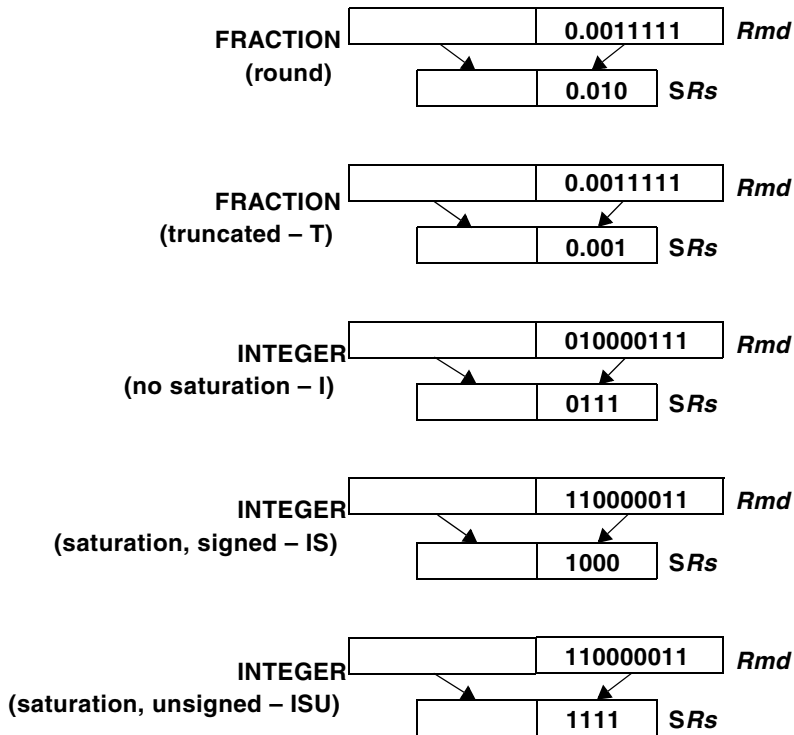 FRACTION
(round)
0.0011111 Rmd
0.010 SRs
FRACTION
(truncated – T)
0.0011111 Rmd
0.001 SRs
INTEGER
(no saturation – I)
010000111 Rmd
0111 SRs
INTEGER
(saturation, signed – IS)
110000011 Rmd
1000 SRs
INTEGER
(saturation, unsigned – ISU)
110000011 Rmd
1111 SRs